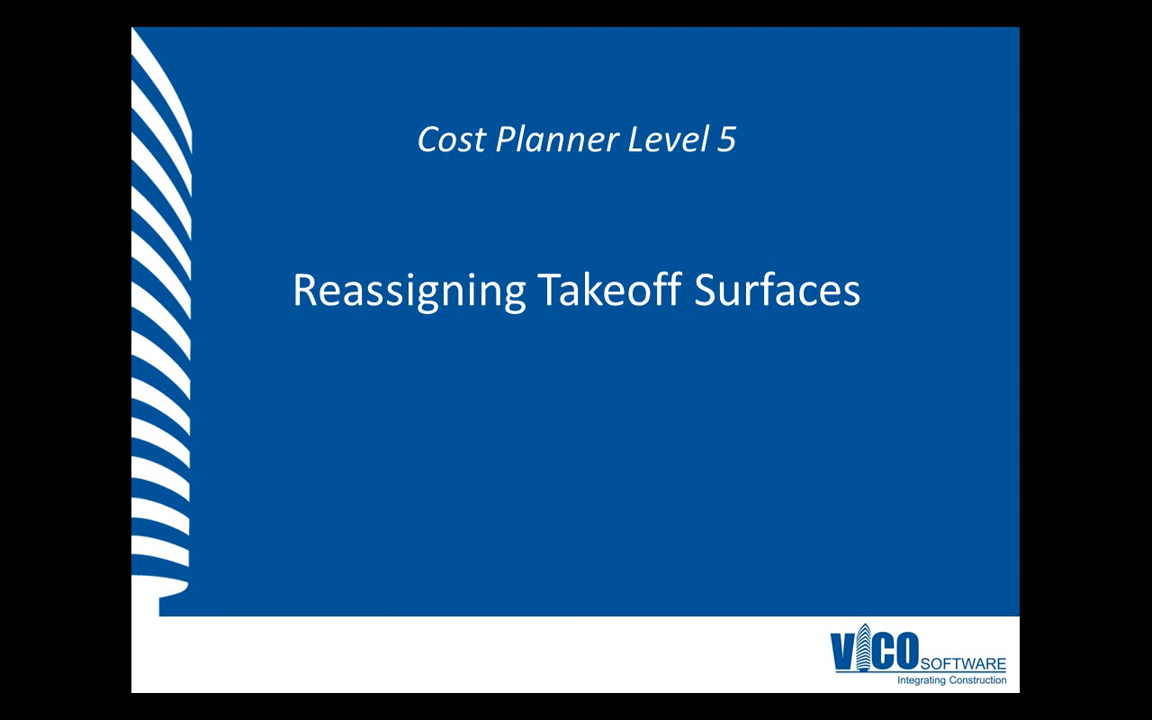 Cost Planner Level 5
Reassigning Takeoff Surfaces
VICO SOFTWARE
Integrating Construction